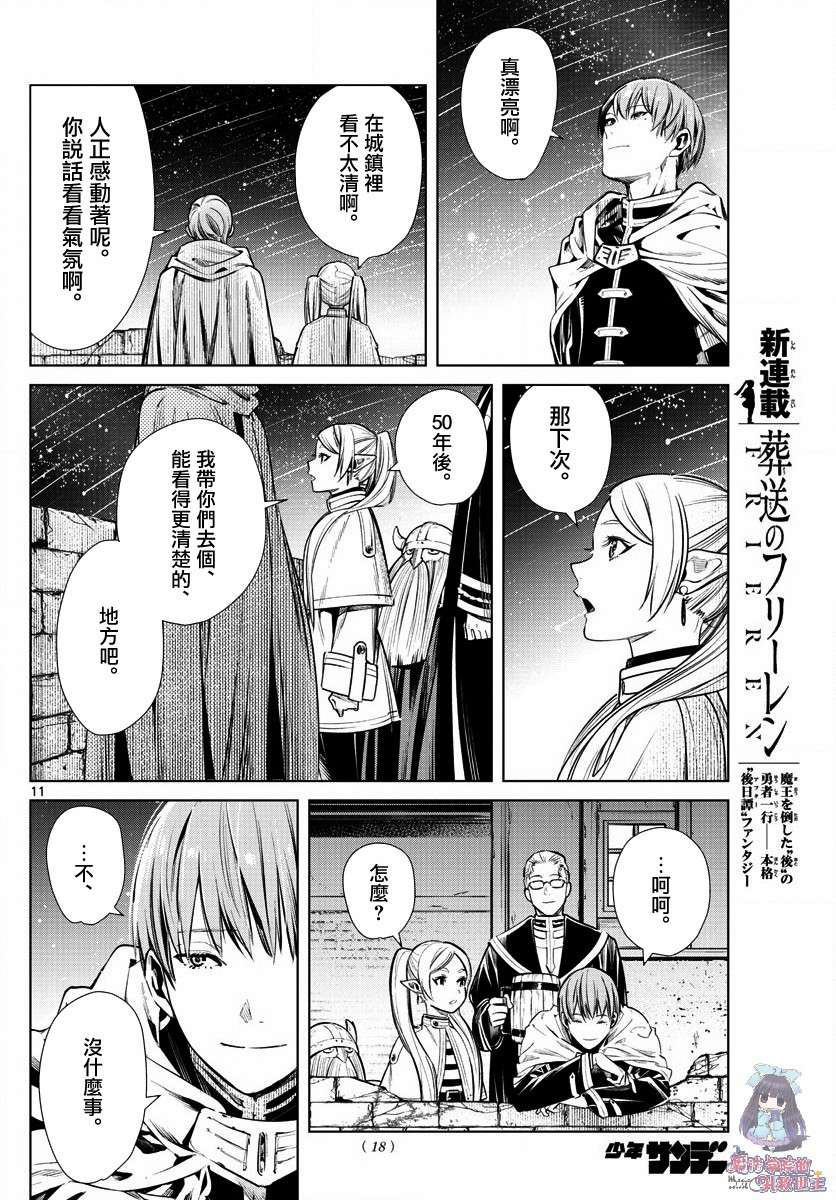 真漂亮啊。
在城鎮裡
看不太清啊。
人正感動著呢。
你說話看看氣氛啊。
那下次。
50年後。
我帶你們去個、
能看得更清楚的、
地方吧。
呵呵。
怎麼?
…不、
沒什麼事。
新連載
葬送のフリーレン
FRIEREN
魔王を倒した“後”の
勇者一行——本格
“後日譚”ファンタジー
11
(18)
少年サンデー